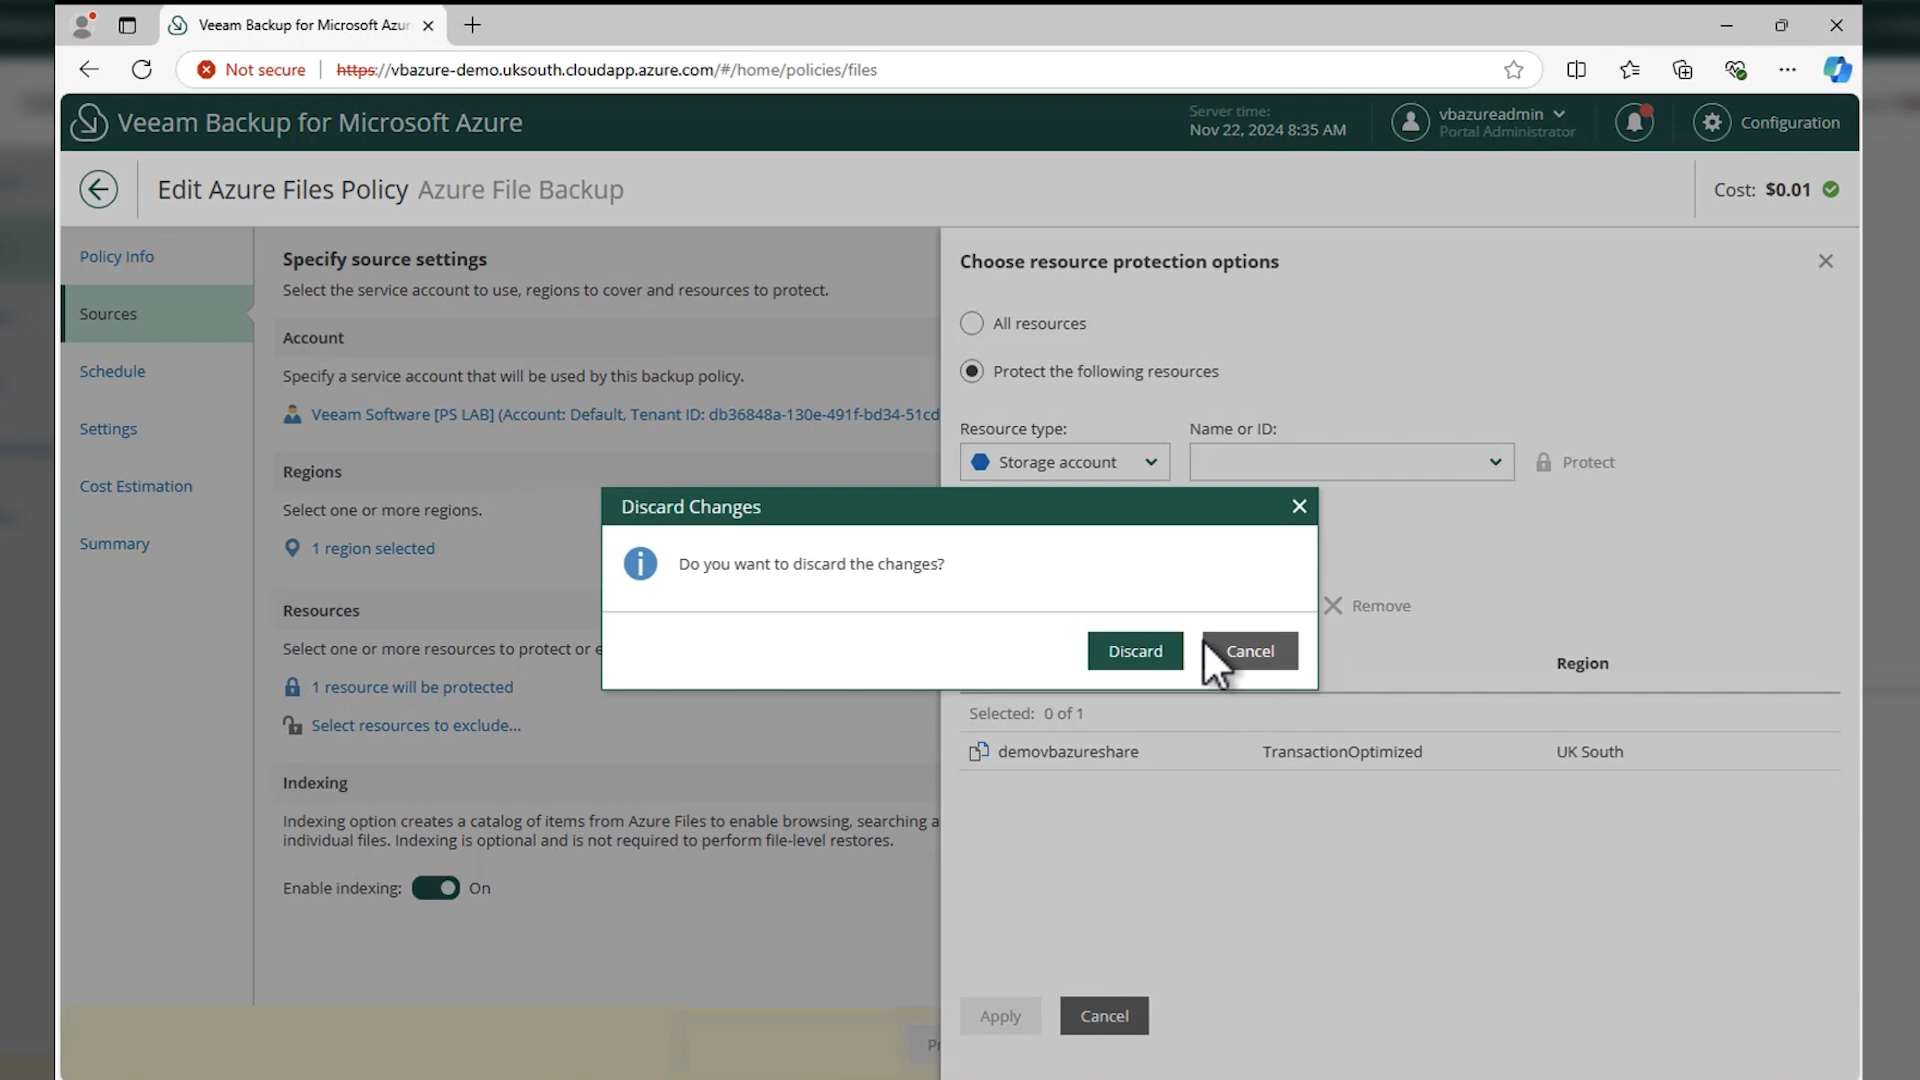 Veeam Backup for Microsoft Azur
Not secure
https://vbazure-demo.uksouth.cloudapp.azure.com/#/home/policies/files
Veeam Backup for Microsoft Azure
Server time:
Nov 22, 2024 8:35 AM
vbazureadmin
Portal Administrator
Configuration
Edit Azure Files Policy Azure File Backup
Cost: $0.01
Policy Info
Sources
Schedule
Settings
Cost Estimation
Summary
Specify source settings
Select the service account to use, regions to cover and resources to protect.
Account
Specify a service account that will be used by this backup policy.
Veeam Software [PS LAB] (Account: Default, Tenant ID: db36848a-130e-491f-bd34-51cd
Regions
Select one or more regions.
1 region selected
Resources
Select one or more resources to protect or e
1 resource will be protected
Select resources to exclude...
Indexing
Indexing option creates a catalog of items from Azure Files to enable browsing, searching a
individual files. Indexing is optional and is not required to perform file-level restores.
Enable indexing: On
Choose resource protection options
All resources
Protect the following resources
Resource type:
Name or ID:
Storage account
Protect
Discard Changes
Do you want to discard the changes?
Discard
Cancel
Remove
Region
Selected: 0 of 1
demovbazureshare TransactionOptimized UK South
Apply
Cancel